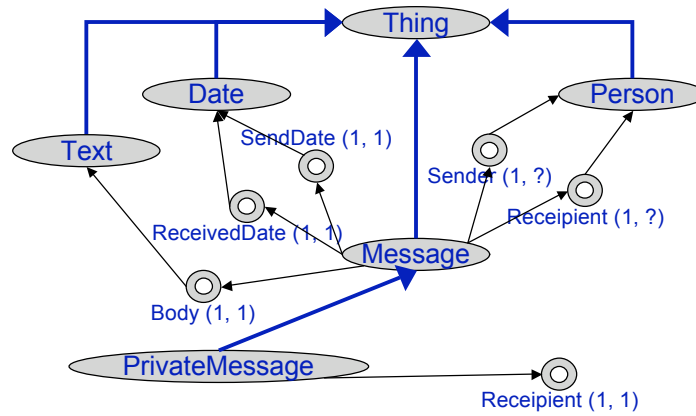 Thing
Date
Person
SendDate (1, 1)
Text
Sender (1, ?)
Receipient (1, ?)
ReceivedDate (1, 1)
Message
Body (1, 1)
PrivateMessage
Receipient (1, 1)